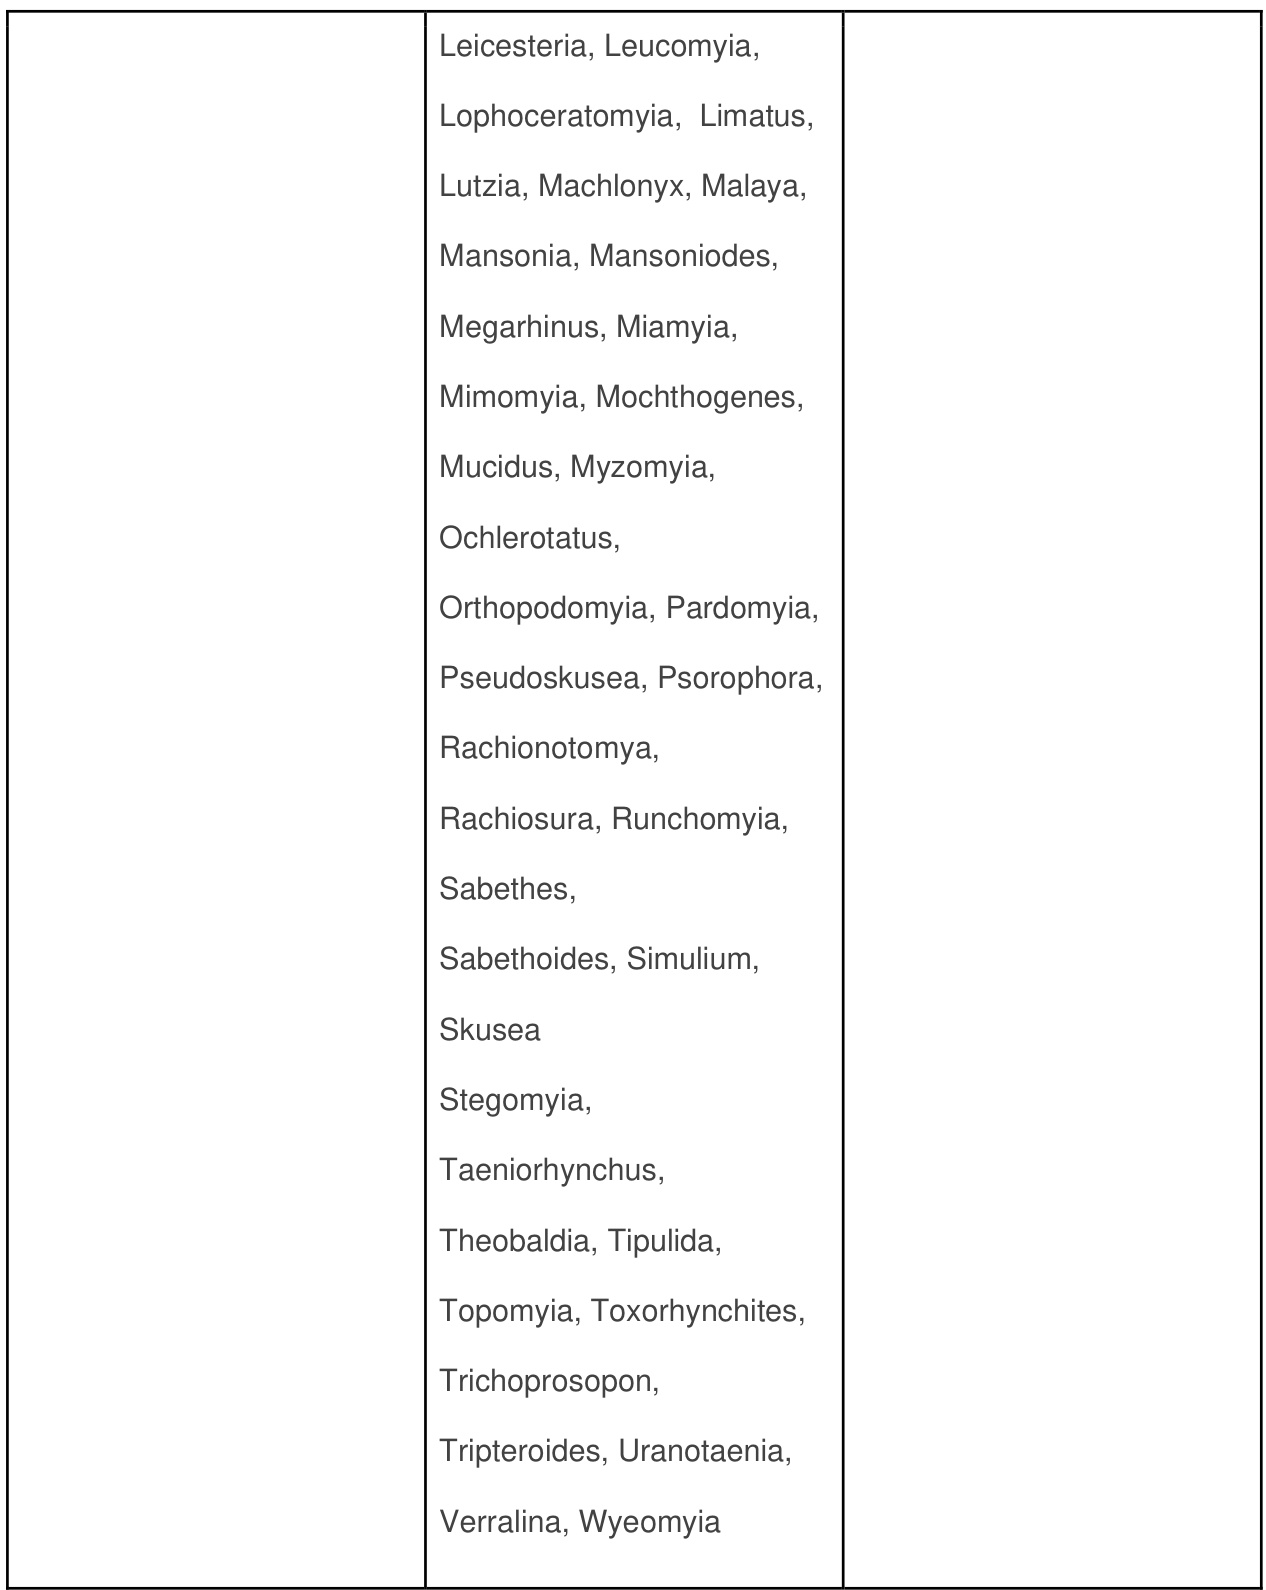 Leicesteria, Leucomyia,
Lophoceratomyia,  Limatus,
Lutzia, Machlonyx, Malaya,
Mansonia, Mansoniodes,
Megarhinus, Miamyia,
Mimomyia, Mochthogenes,
Mucidus, Myzomyia,
Ochlerotatus,
Orthopodomyia, Pardomyia,
Pseudoskusea, Psorophora,
Rachionotomya,
Rachiosura, Runchomyia,
Sabethes,
Sabethoides, Simulium,
Skusea
Stegomyia,
Taeniorhynchus,
Theobaldia, Tipulida,
Topomyia, Toxorhynchites,
Trichoprosopon,
Tripteroides, Uranotaenia,
Verralina, Wyeomyia